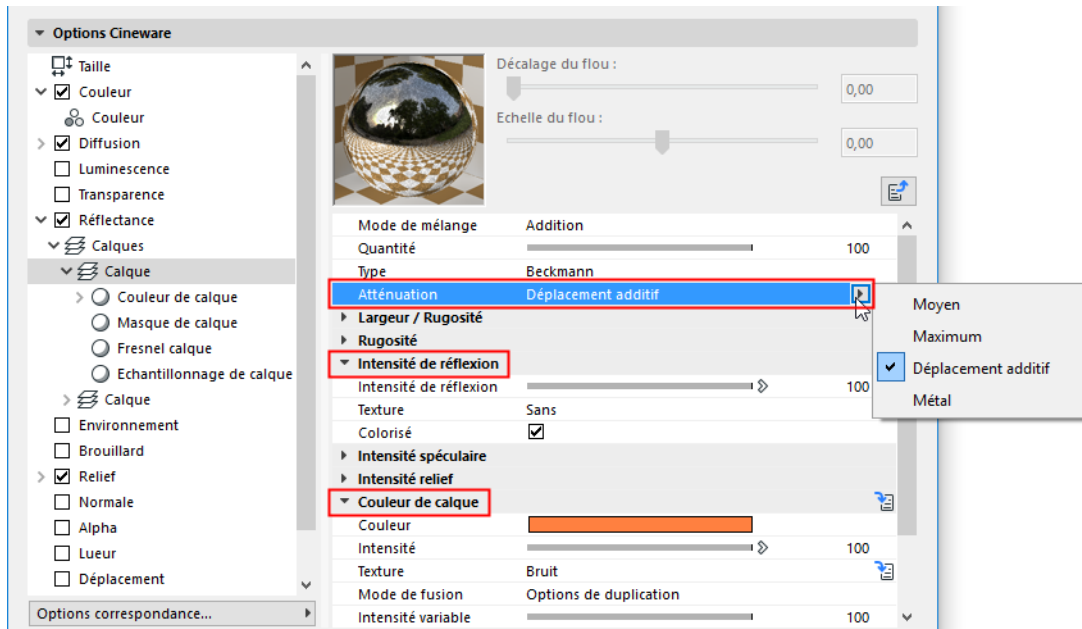 Options Cineware
Taille
Couleur
Couleur
Diffusion
Luminescence
Transparence
Réflectance
Calques
Calque
Couleur de calque
Masque de calque
Fresnel calque
Echantillonnage de calque
Calque
Environnement
Brouillard
Relief
Normale
Alpha
Lueur
Déplacement
Options correspondance...
Décalage du flou :
0,00
Echelle du flou :
0,00
Mode de mélange Addition
Quantité 100
Type Beckmann
Atténuation Déplacement additif
Largeur / Rugosité
Rugosité
Intensité de réflexion
Intensité de réflexion 100
Texture Sans
Colorisé
Intensité spéculaire
Intensité relief
Couleur de calque
Couleur
Intensité 100
Texture Bruit
Mode de fusion Options de duplication
Intensité variable 100
Moyen
Maximum
Déplacement additif
Métal